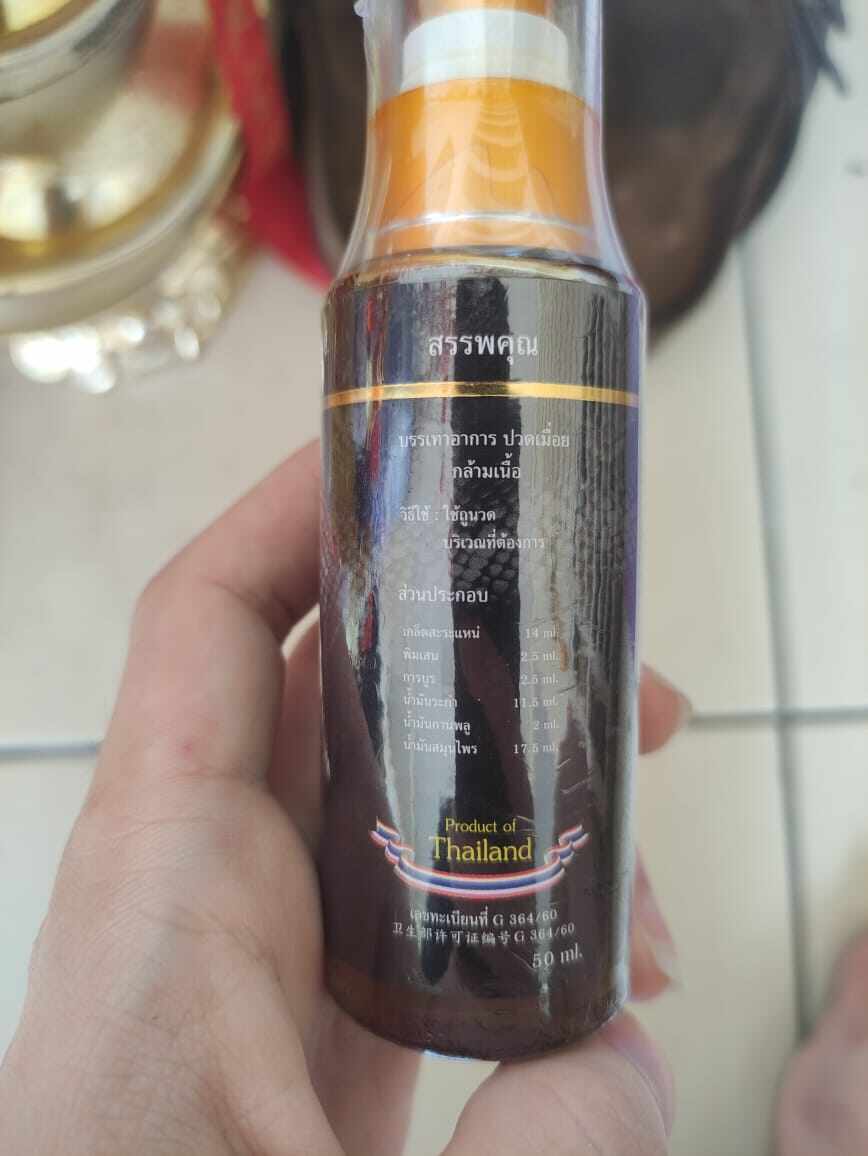 สรรพคุณ
บรรเทาอาการ ปวดเมื่อย
กล้ามเนื้อ
วิธีใช้ : ใช้ถูนวด
บริเวณที่ต้องการ
ส่วนประกอบ
เกล็ดสะระแหน่ 14 ml.
พิมเสน 2.5 ml.
การบูร 2.5 ml.
น้ำมันระกำ 11.5 ml.
น้ำมันกานพลู 2 ml.
น้ำมันสมุนไพร 17.5 ml.
Product of
Thailand
เลขทะเบียนที่ G 364/60
卫生部许可证编号G 364/60
50 ml.